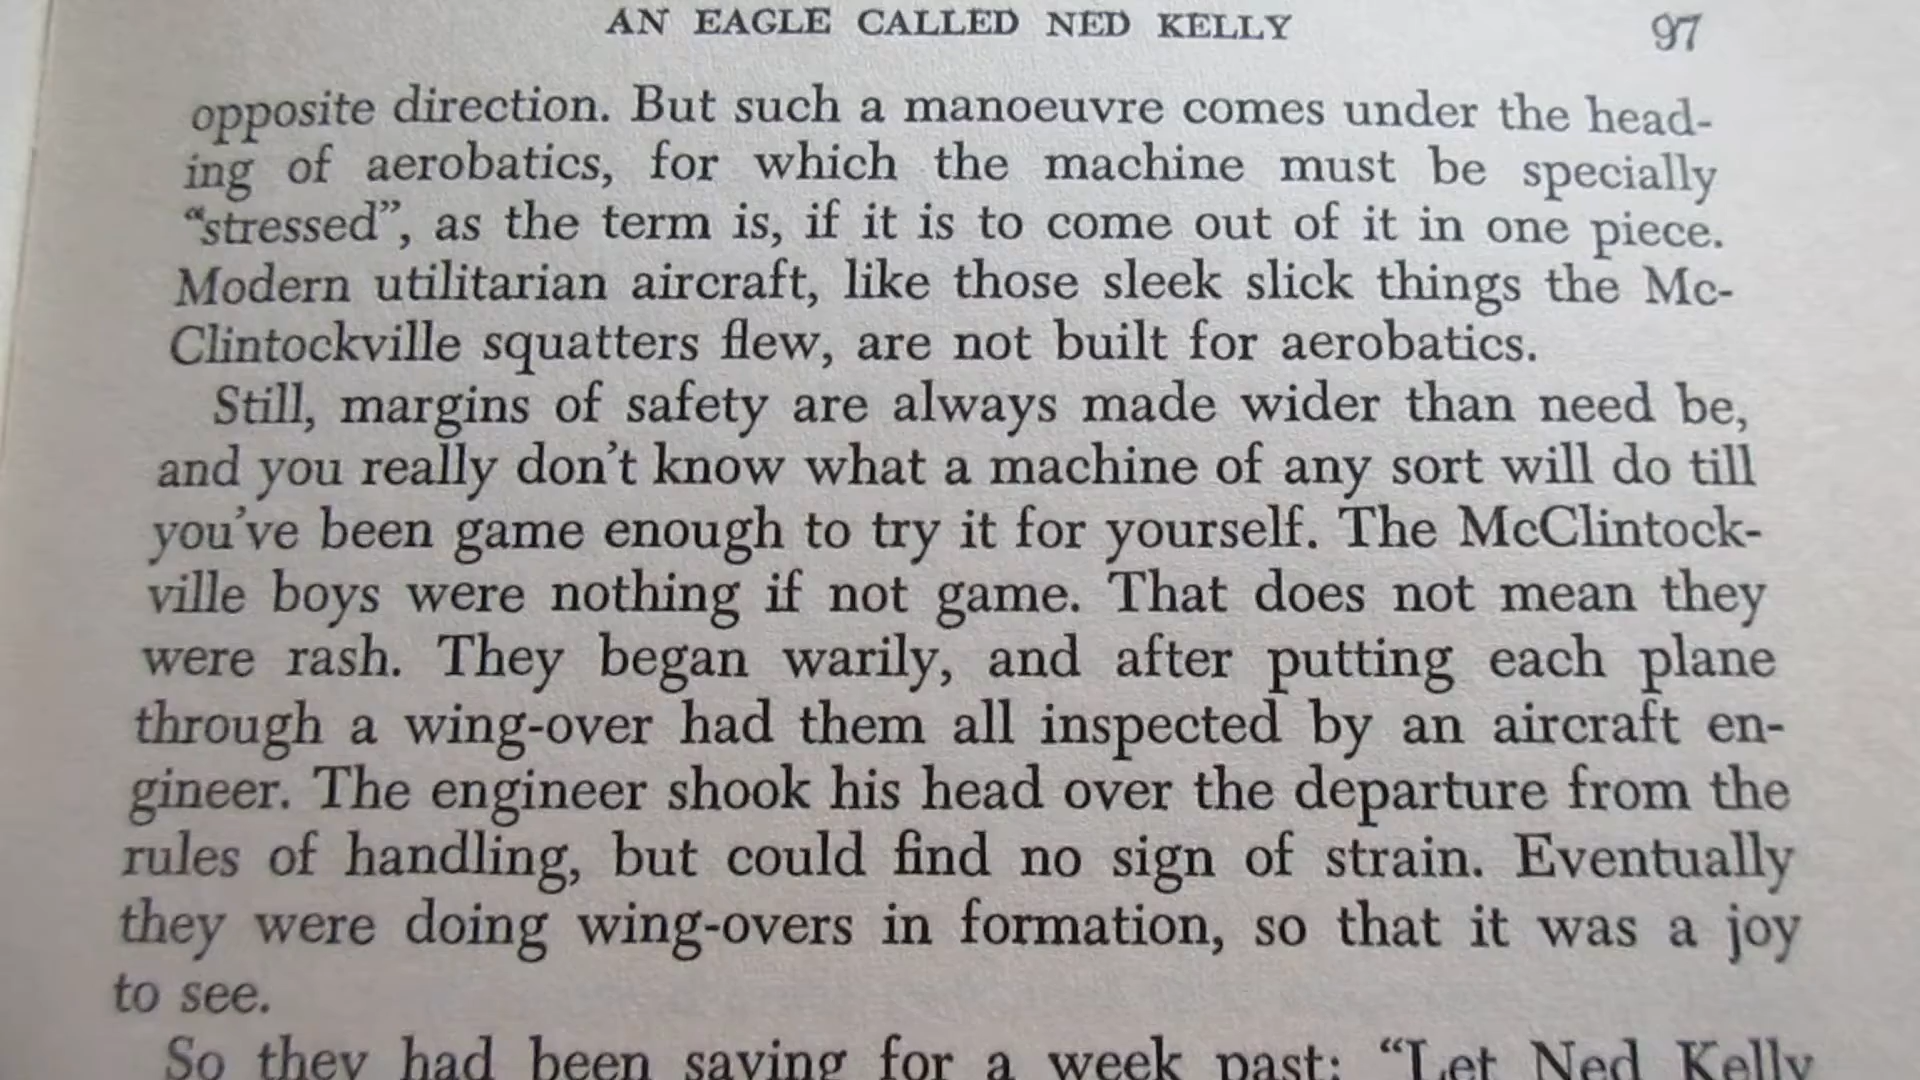 AN EAGLE CALLED NED KELLY 97
opposite direction. But such a manoeuvre comes under the head-
ing of aerobatics, for which the machine must be specially
“stressed”, as the term is, if it is to come out of it in one piece.
Modern utilitarian aircraft, like those sleek slick things the Mc-
Clintockville squatters flew, are not built for aerobatics.
Still, margins of safety are always made wider than need be,
and you really don’t know what a machine of any sort will do till
you’ve been game enough to try it for yourself. The McClintock-
ville boys were nothing if not game. That does not mean they
were rash. They began warily, and after putting each plane
through a wing-over had them all inspected by an aircraft en-
gineer. The engineer shook his head over the departure from the
rules of handling, but could find no sign of strain. Eventually
they were doing wing-overs in formation, so that it was a joy
to see.
So they had been saying for a week past: “Let Ned Kelly